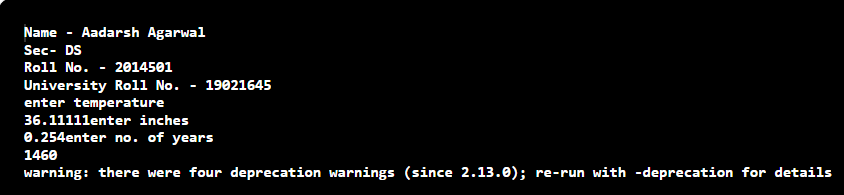 Name - Aadarsh Agarwal
Sec- DS
Roll No. - 2014501
University Roll No. - 19021645
enter temperature
36.11111enter inches
0.254enter no. of years
1460
warning: there were four deprecation warnings (since 2.13.0); re-run with -deprecation for details